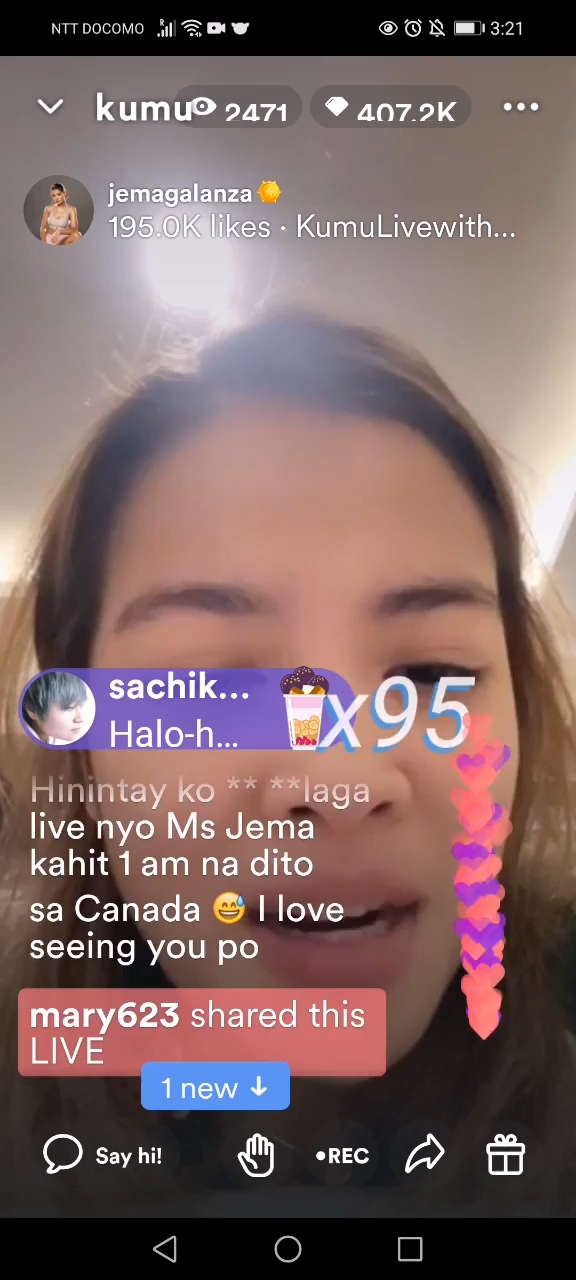 NTT DOCOMO
3:21
kumu 2471 407.2K
jemagalanza
195.0K likes · KumuLivewith...
sachik...
Halo-h...
x95
Hinintay ko ** **laga
live nyo Ms Jema
kahit 1 am na dito
sa Canada 😅 I love
seeing you po
mary623 shared this
LIVE
1 new ↓
Say hi!
•REC